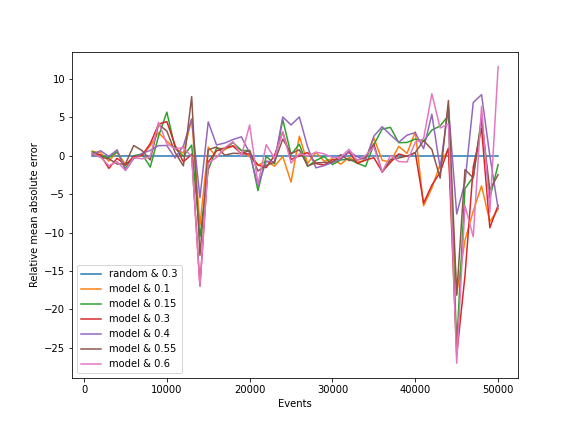 10
5
0
−5
−10
−15
−20
−25
Relative mean absolute error
random & 0.3
model & 0.1
model & 0.15
model & 0.3
model & 0.4
model & 0.55
model & 0.6
0 10000 20000 30000 40000 50000
Events